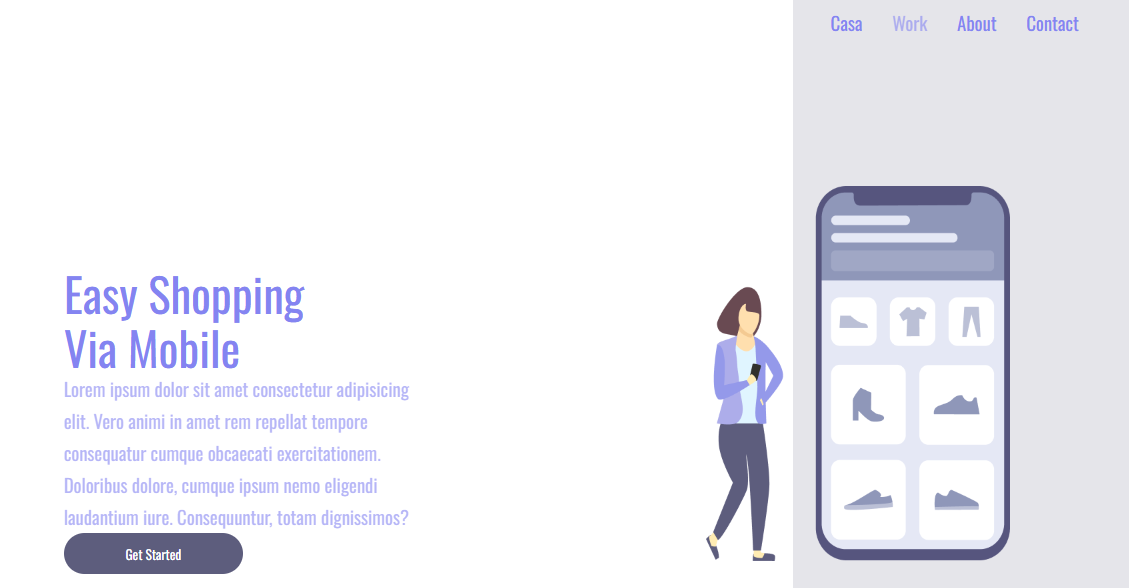 Casa Work About Contact
Easy Shopping
Via Mobile
Lorem ipsum dolor sit amet consectetur adipisicing
elit. Vero animi in amet rem repellat tempore
consequatur cumque obcaecati exercitationem.
Doloribus dolore, cumque ipsum nemo eligendi
laudantium iure. Consequuntur, totam dignissimos?
Get Started